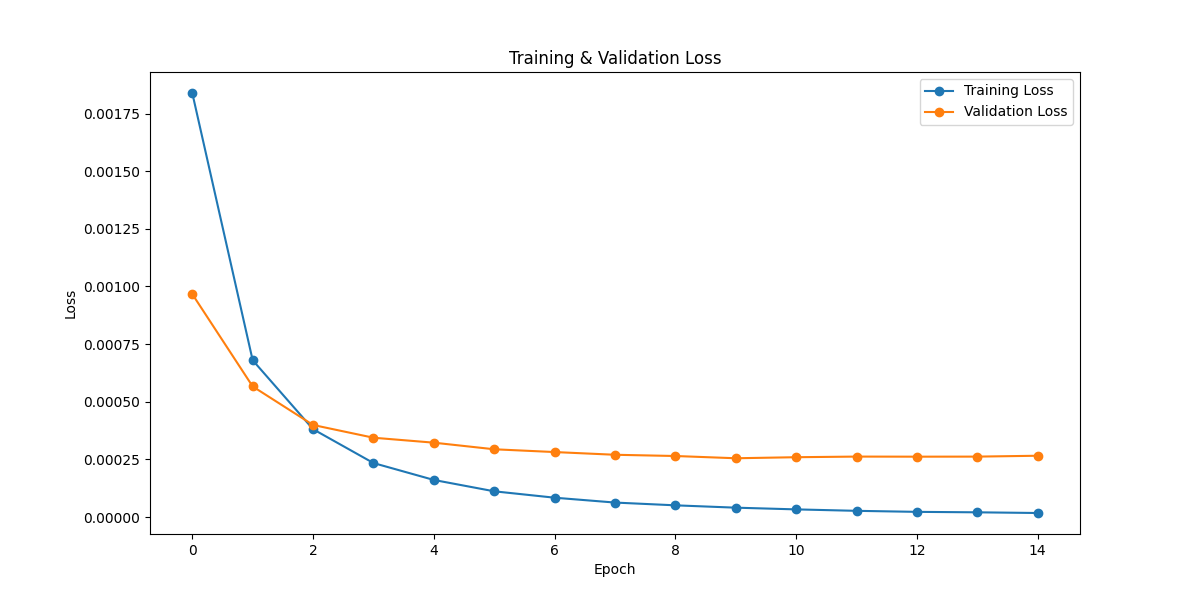 Training & Validation Loss
Training Loss
Validation Loss
0.00175
0.00150
0.00125
0.00100
0.00075
0.00050
0.00025
0.00000
Loss
0 2 4 6 8 10 12 14
Epoch